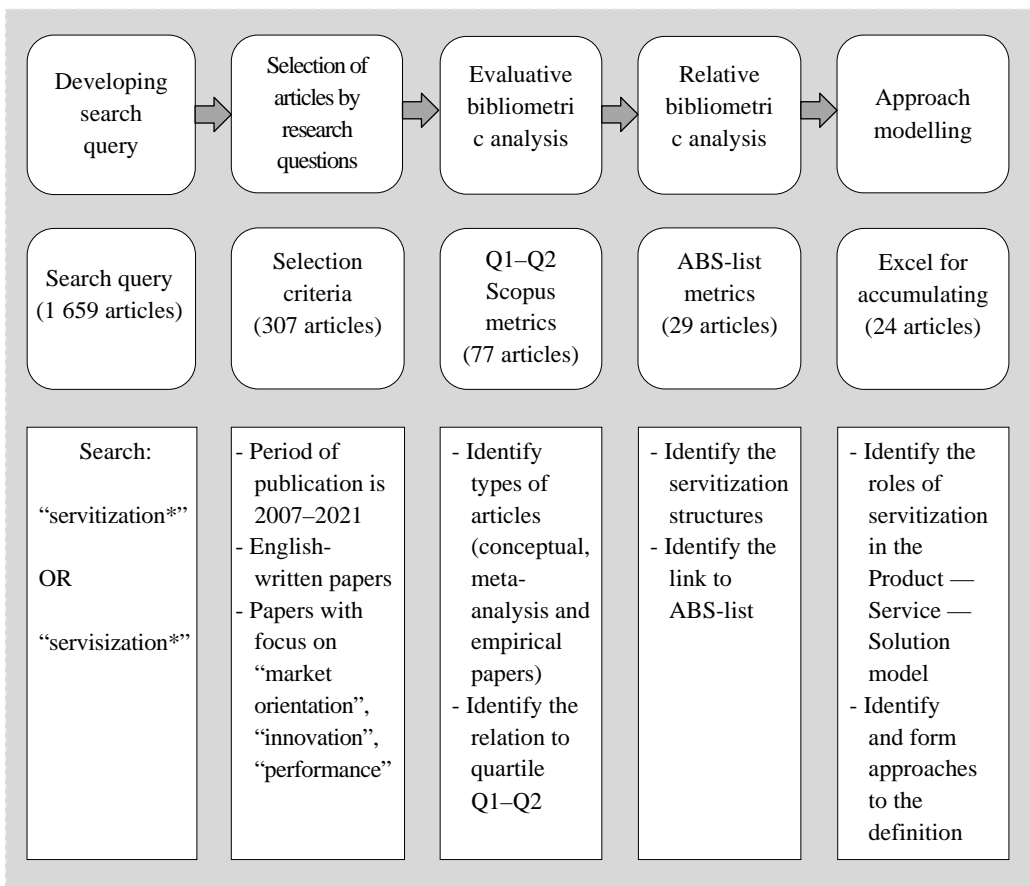 Developing
search
query
Selection of
articles by
research
questions
Evaluative
bibliometri
c analysis
Relative
bibliometri
c analysis
Approach
modelling
Search query
(1 659 articles)
Selection
criteria
(307 articles)
Q1–Q2
Scopus
metrics
(77 articles)
ABS-list
metrics
(29 articles)
Excel for
accumulating
(24 articles)
Search:
“servitization*”
OR
“servisization*”
- Period of
publication is
2007–2021
- English-
written papers
- Papers with
focus on
“market
orientation”,
“innovation”,
“performance”
- Identify
types of
articles
(conceptual,
meta-
analysis and
empirical
papers)
- Identify the
relation to
quartile
Q1–Q2
- Identify the
servitization
structures
- Identify the
link to
ABS-list
- Identify the
roles of
servitization
in the
Product —
Service —
Solution
model
- Identify
and form
approaches
to the
definition